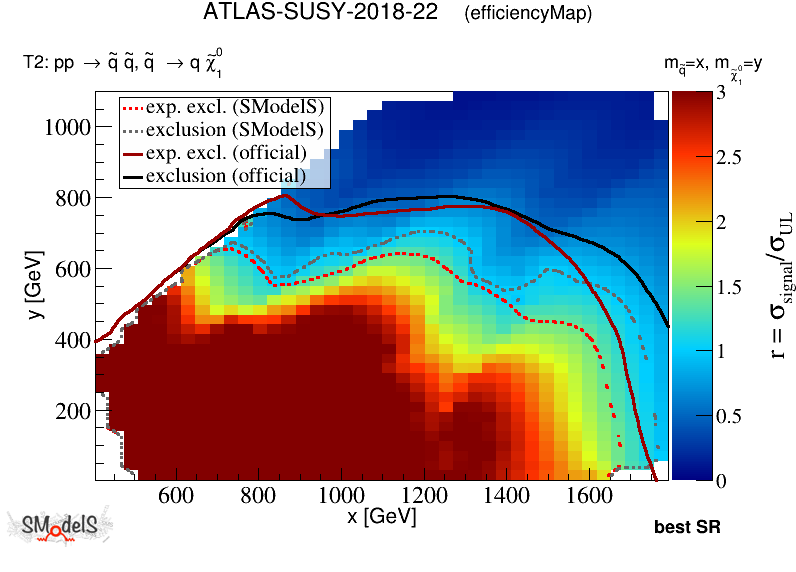 ATLAS-SUSY-2018-22 (efficiencyMap)
T2: pp → q̃ q̃, q̃ → q χ̃₁⁰
m_q̃=x, m_χ̃₁⁰=y
exp. excl. (SModelS)
exclusion (SModelS)
exp. excl. (official)
exclusion (official)
1000
800
600
400
200
y [GeV]
600 800 1000 1200 1400 1600
x [GeV]
3
2.5
2
1.5
1
0.5
0
r = σ_signal/σ_UL
SModelS
best SR